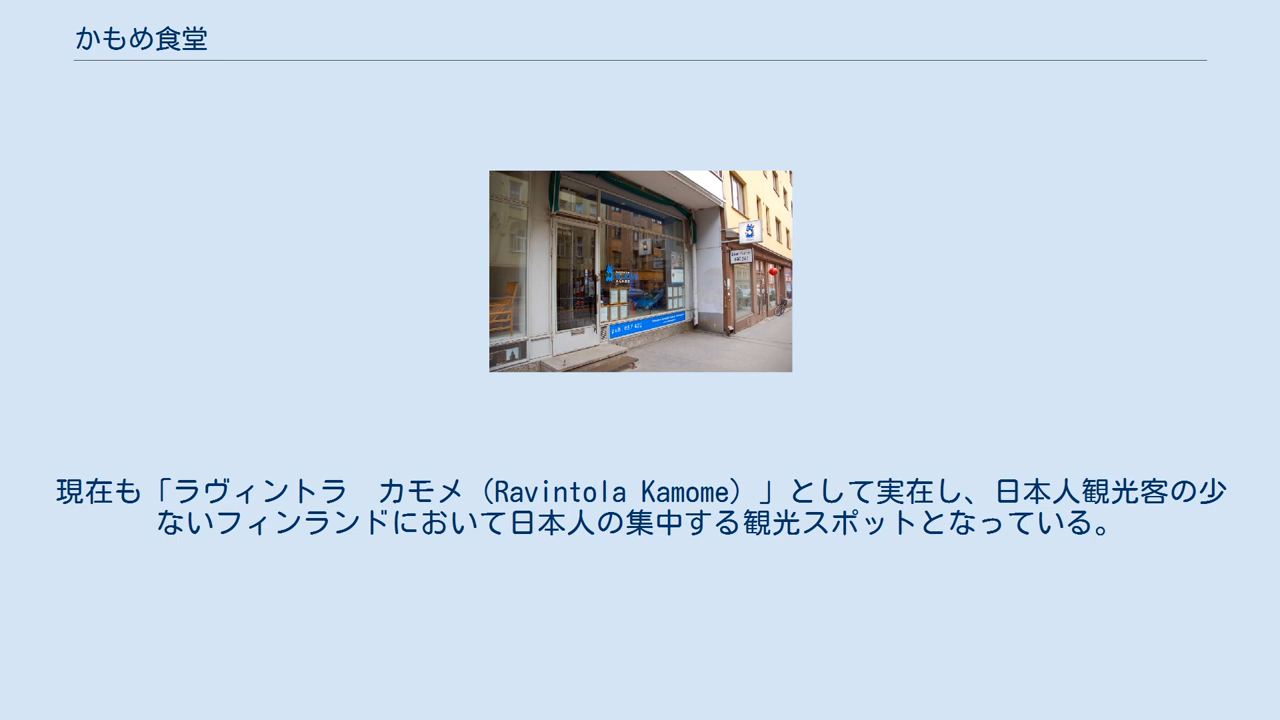 かもめ食堂
現在も「ラヴィントラ　カモメ（Ravintola Kamome）」として実在し、日本人観光客の少
ないフィンランドにおいて日本人の集中する観光スポットとなっている。